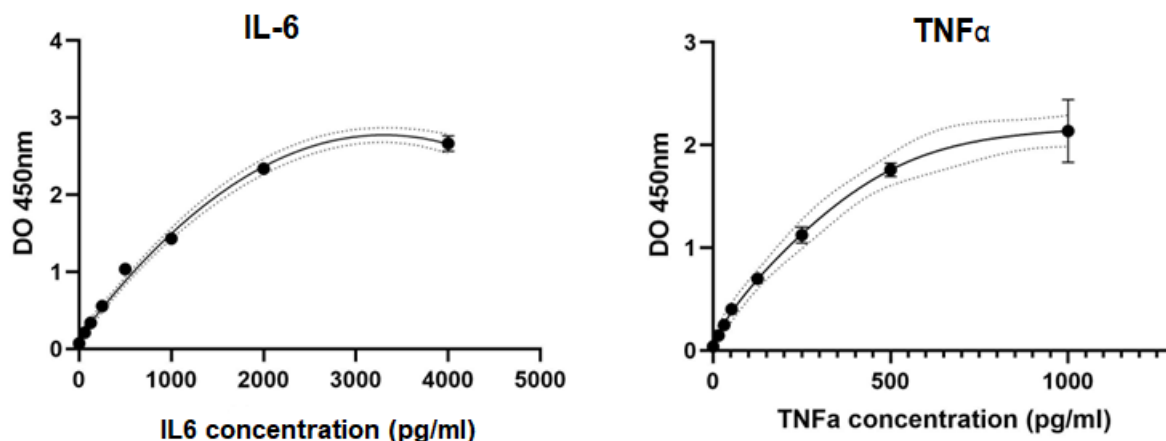 IL-6
4
3
2
1
0
DO 450nm
0 1000 2000 3000 4000 5000
IL6 concentration (pg/ml)
TNFα
3
2
1
0
DO 450nm
0 500 1000
TNFa concentration (pg/ml)